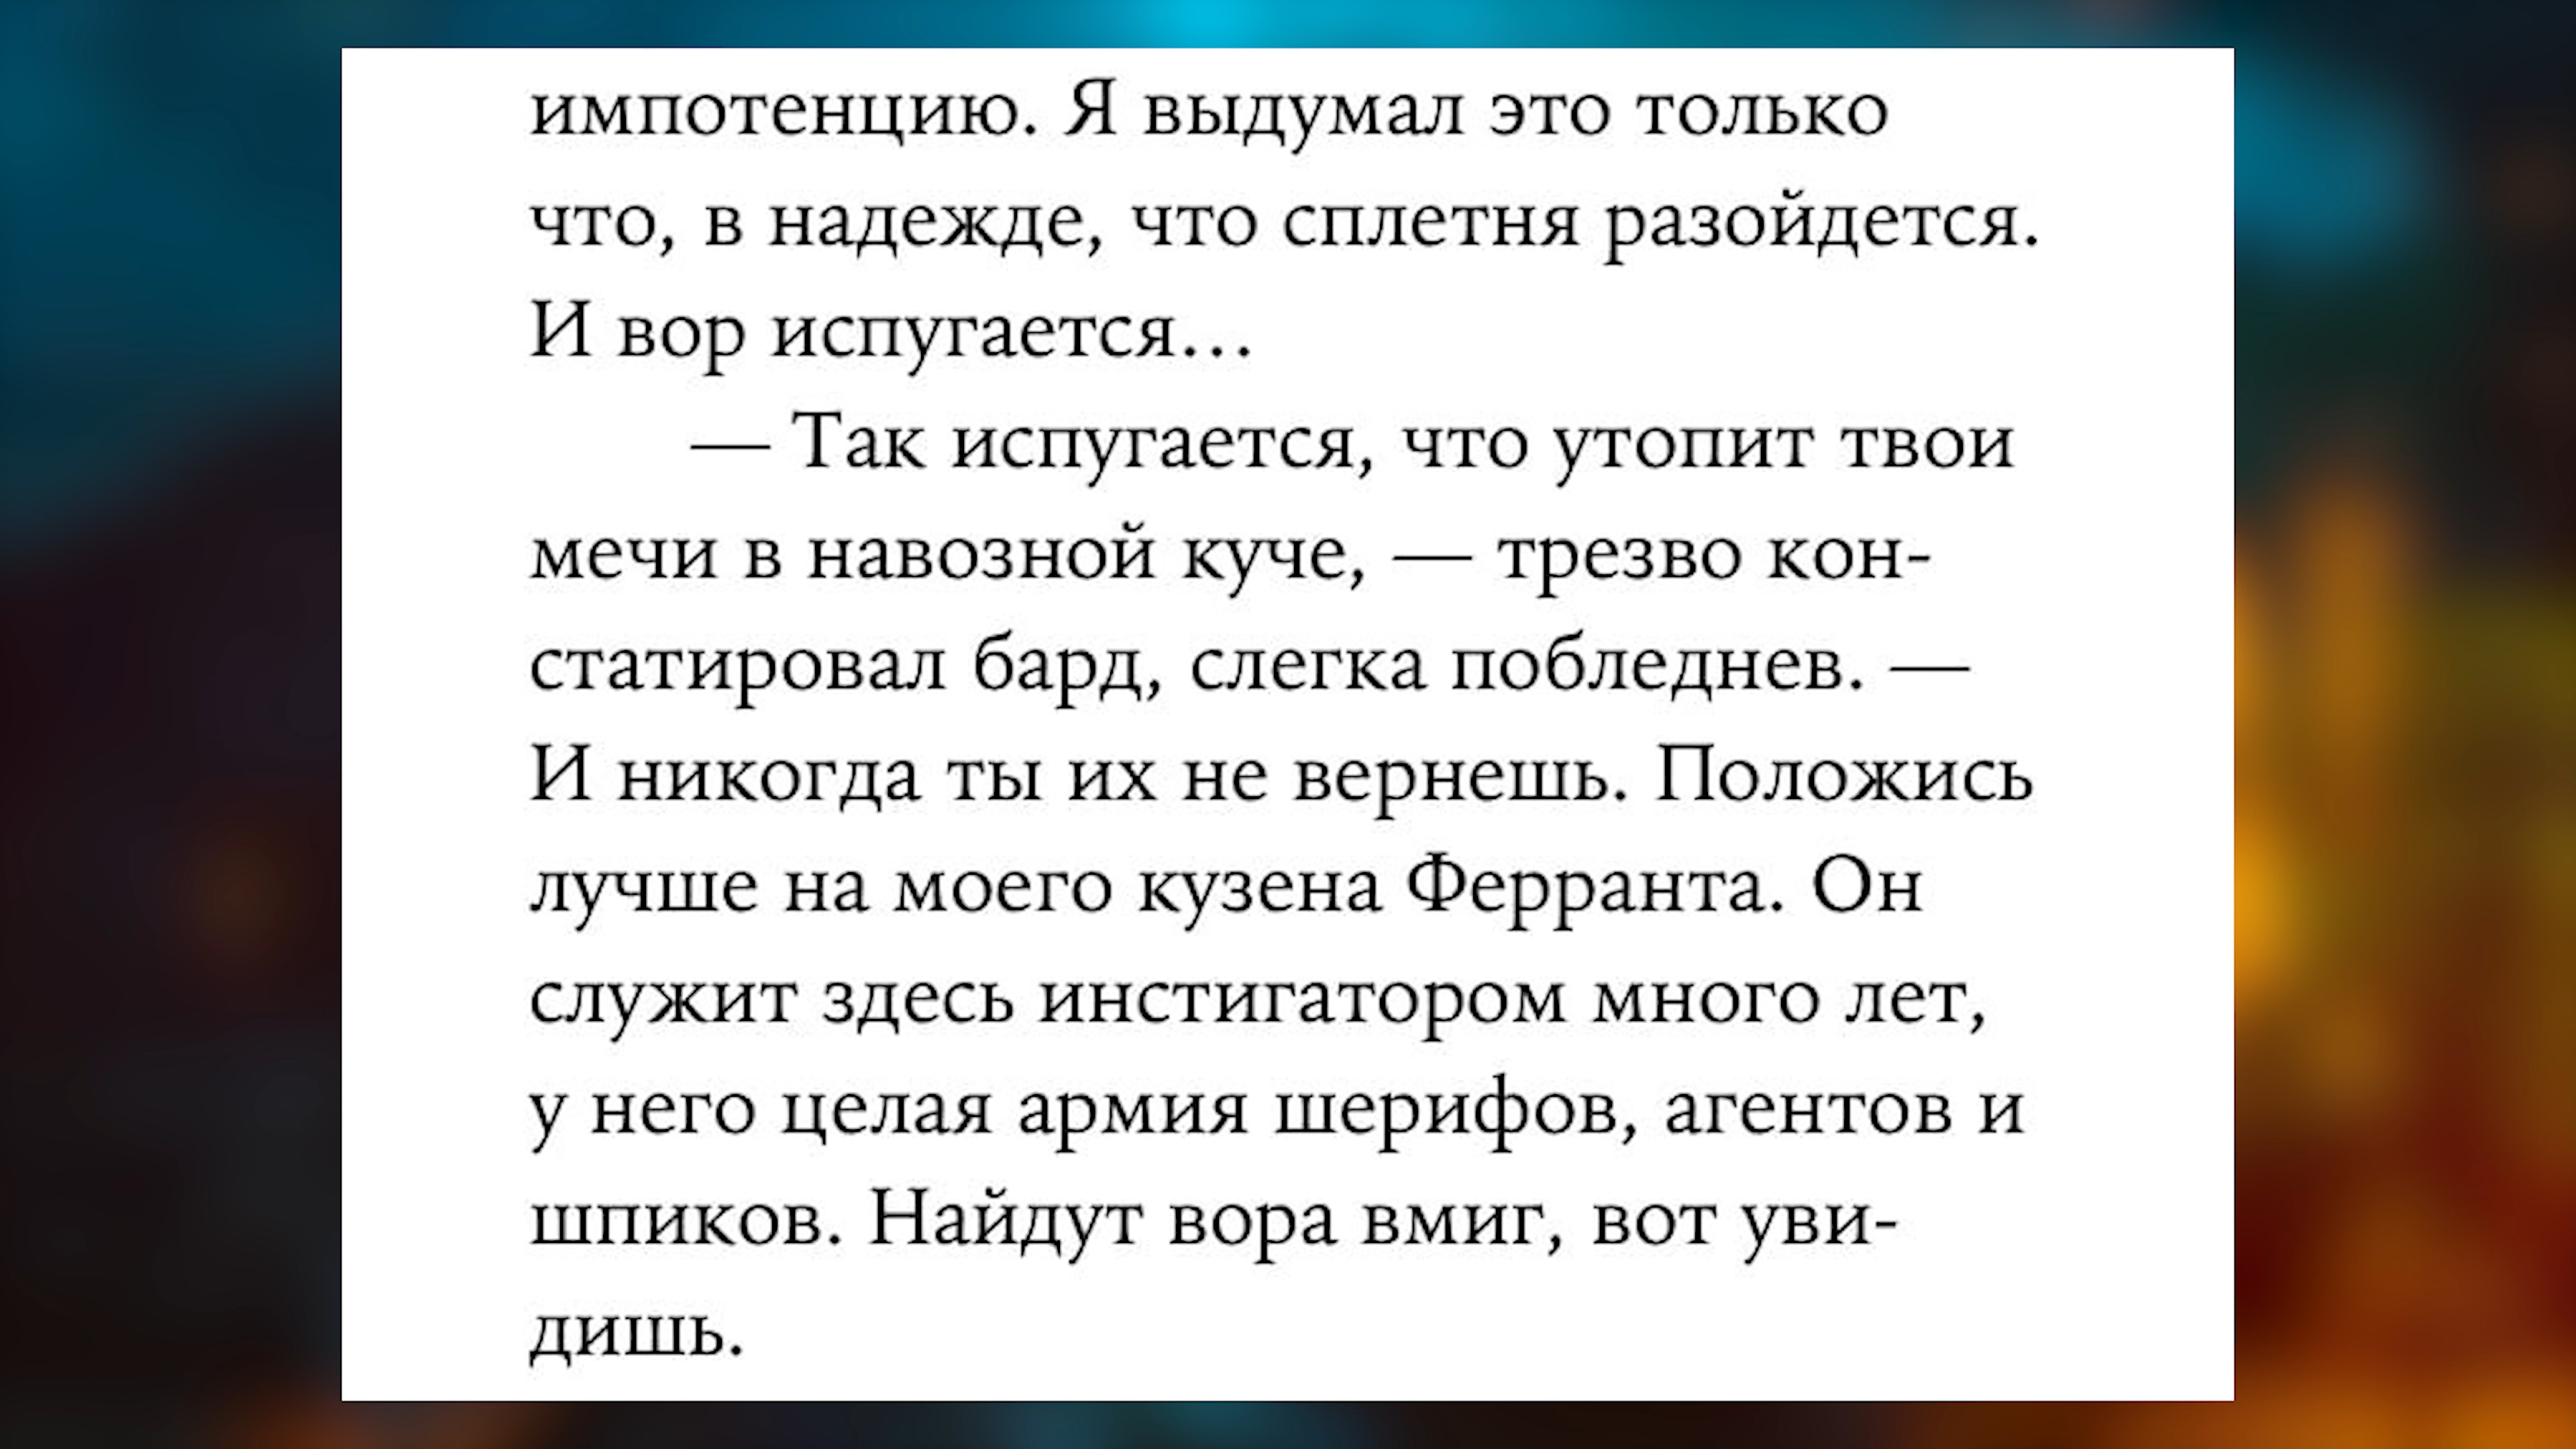 импотенцию. Я выдумал это только
что, в надежде, что сплетня разойдется.
И вор испугается…
— Так испугается, что утопит твои
мечи в навозной куче, — трезво кон-
статировал бард, слегка побледнев. —
И никогда ты их не вернешь. Положись
лучше на моего кузена Ферранта. Он
служит здесь инстигатором много лет,
у него целая армия шерифов, агентов и
шпиков. Найдут вора вмиг, вот уви-
дишь.